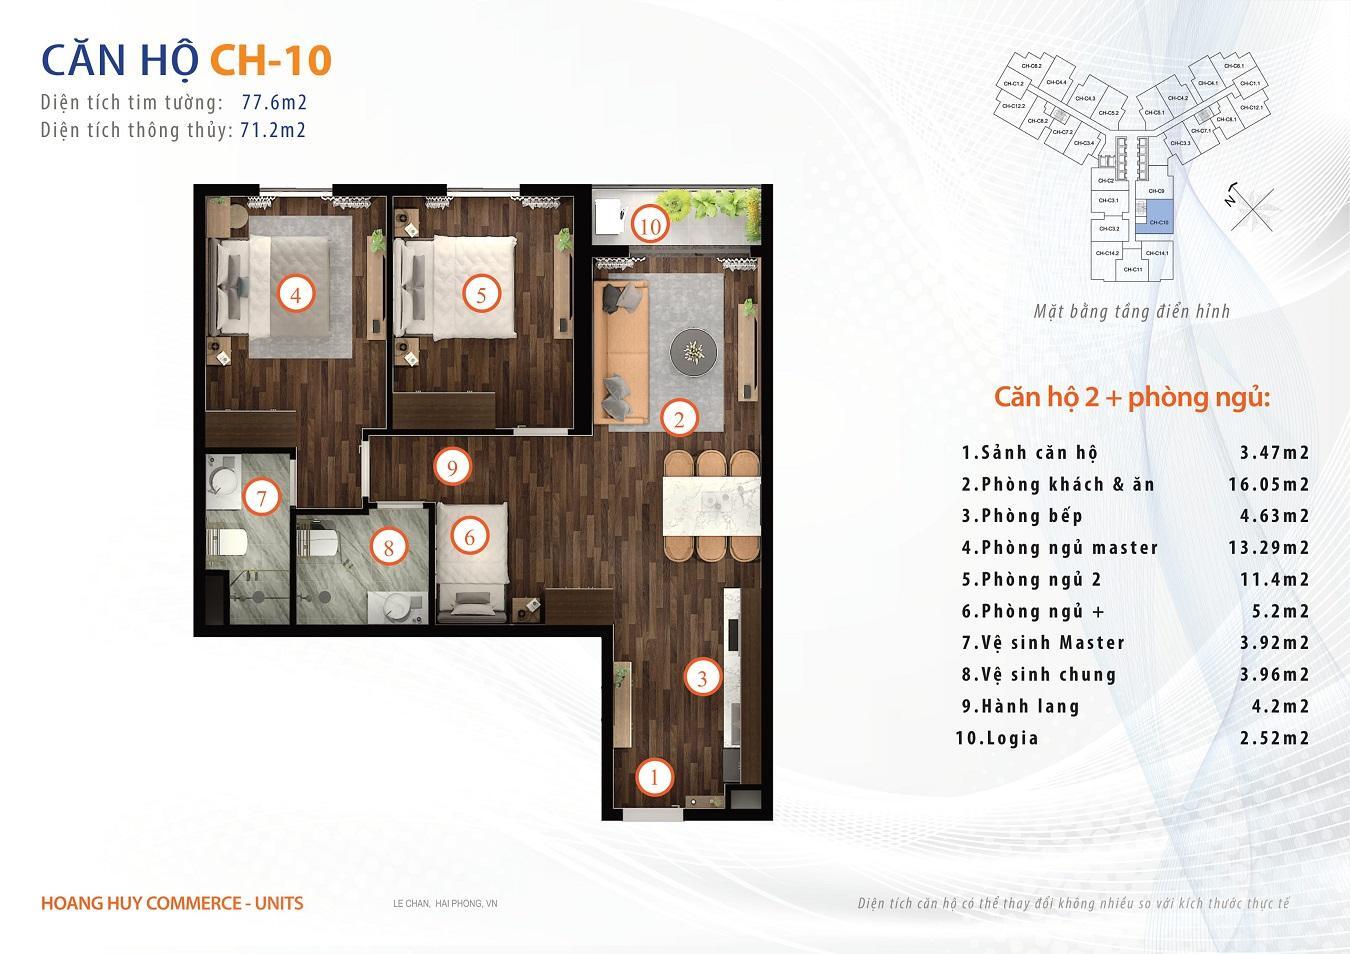 CĂN HỘ CH-10
Diện tích tim tường: 77.6m2
Diện tích thông thủy: 71.2m2
CH-C6.2
CH-C4.4
CH-C1.2
CH-C4.3
CH-C12.2
CH-C5.2
CH-C8.2
CH-C7.2
CH-C3.4
CH-C6.1
CH-C4.1
CH-C1.1
CH-C4.2
CH-C12.1
CH-C5.1
CH-C8.1
CH-C7.1
CH-C3.3
CH-C2
CH-C9
CH-C3.1
CH-C10
CH-C3.2
CH-C14.2
CH-C14.1
CH-C11
N
Mặt bằng tầng điển hình
10
4
5
2
9
7
6
8
3
1
Căn hộ 2 + phòng ngủ:
1.Sảnh căn hộ 3.47m2
2.Phòng khách & ăn 16.05m2
3.Phòng bếp 4.63m2
4.Phòng ngủ master 13.29m2
5.Phòng ngủ 2 11.4m2
6.Phòng ngủ + 5.2m2
7.Vệ sinh Master 3.92m2
8.Vệ sinh chung 3.96m2
9.Hành lang 4.2m2
10.Logia 2.52m2
HOANG HUY COMMERCE - UNITS
LE CHAN, HAI PHONG, VN
Diện tích căn hộ có thể thay đổi không nhiều so với kích thước thực tế